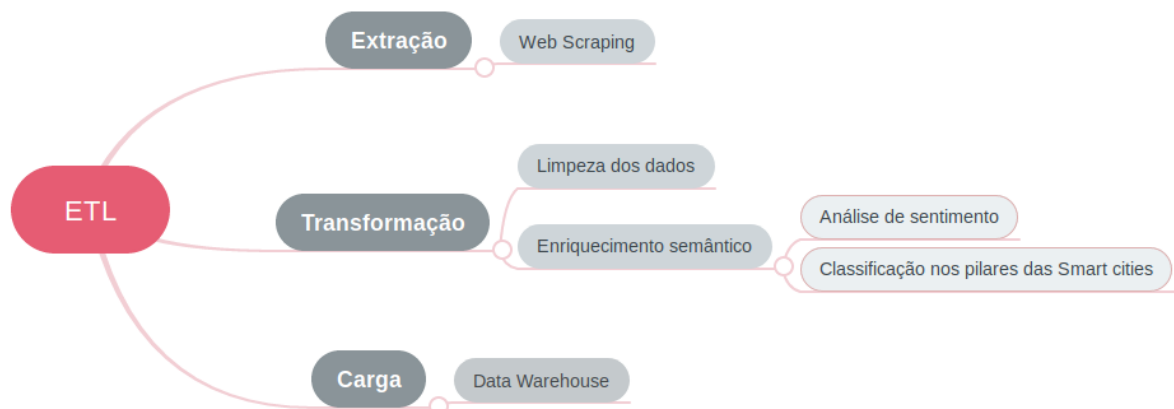 ETL
Extração
Web Scraping
Transformação
Limpeza dos dados
Enriquecimento semântico
Análise de sentimento
Classificação nos pilares das Smart cities
Carga
Data Warehouse